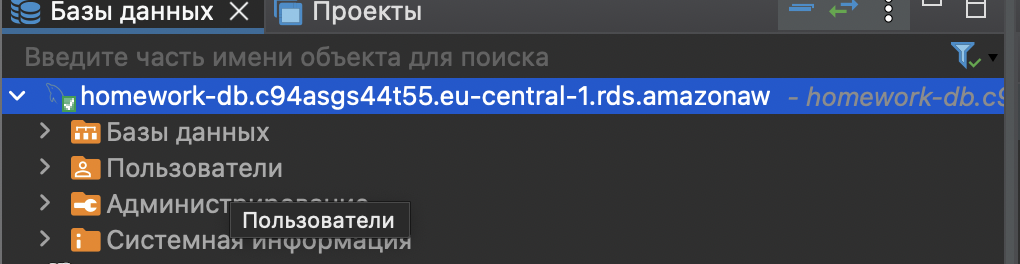 Базы данных Проекты
Введите часть имени объекта для поиска
homework-db.c94asgs44t55.eu-central-1.rds.amazonaw - homework-db.c9
Базы данных
Пользователи
Администрирование
Пользователи
Системная информация